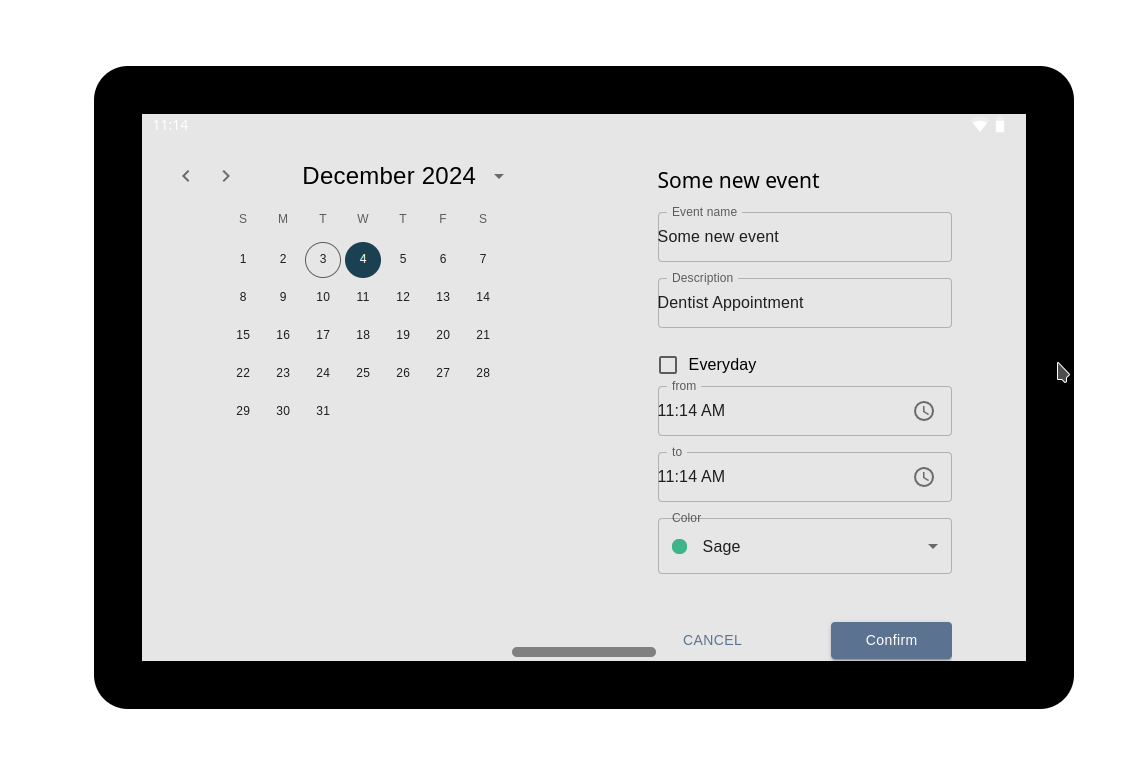 11:14
December 2024
S M T W T F S
1 2 3 4 5 6 7
8 9 10 11 12 13 14
15 16 17 18 19 20 21
22 23 24 25 26 27 28
29 30 31
Some new event
Event name
Some new event
Description
Dentist Appointment
Everyday
from
11:14 AM
to
11:14 AM
Color
Sage
CANCEL
Confirm